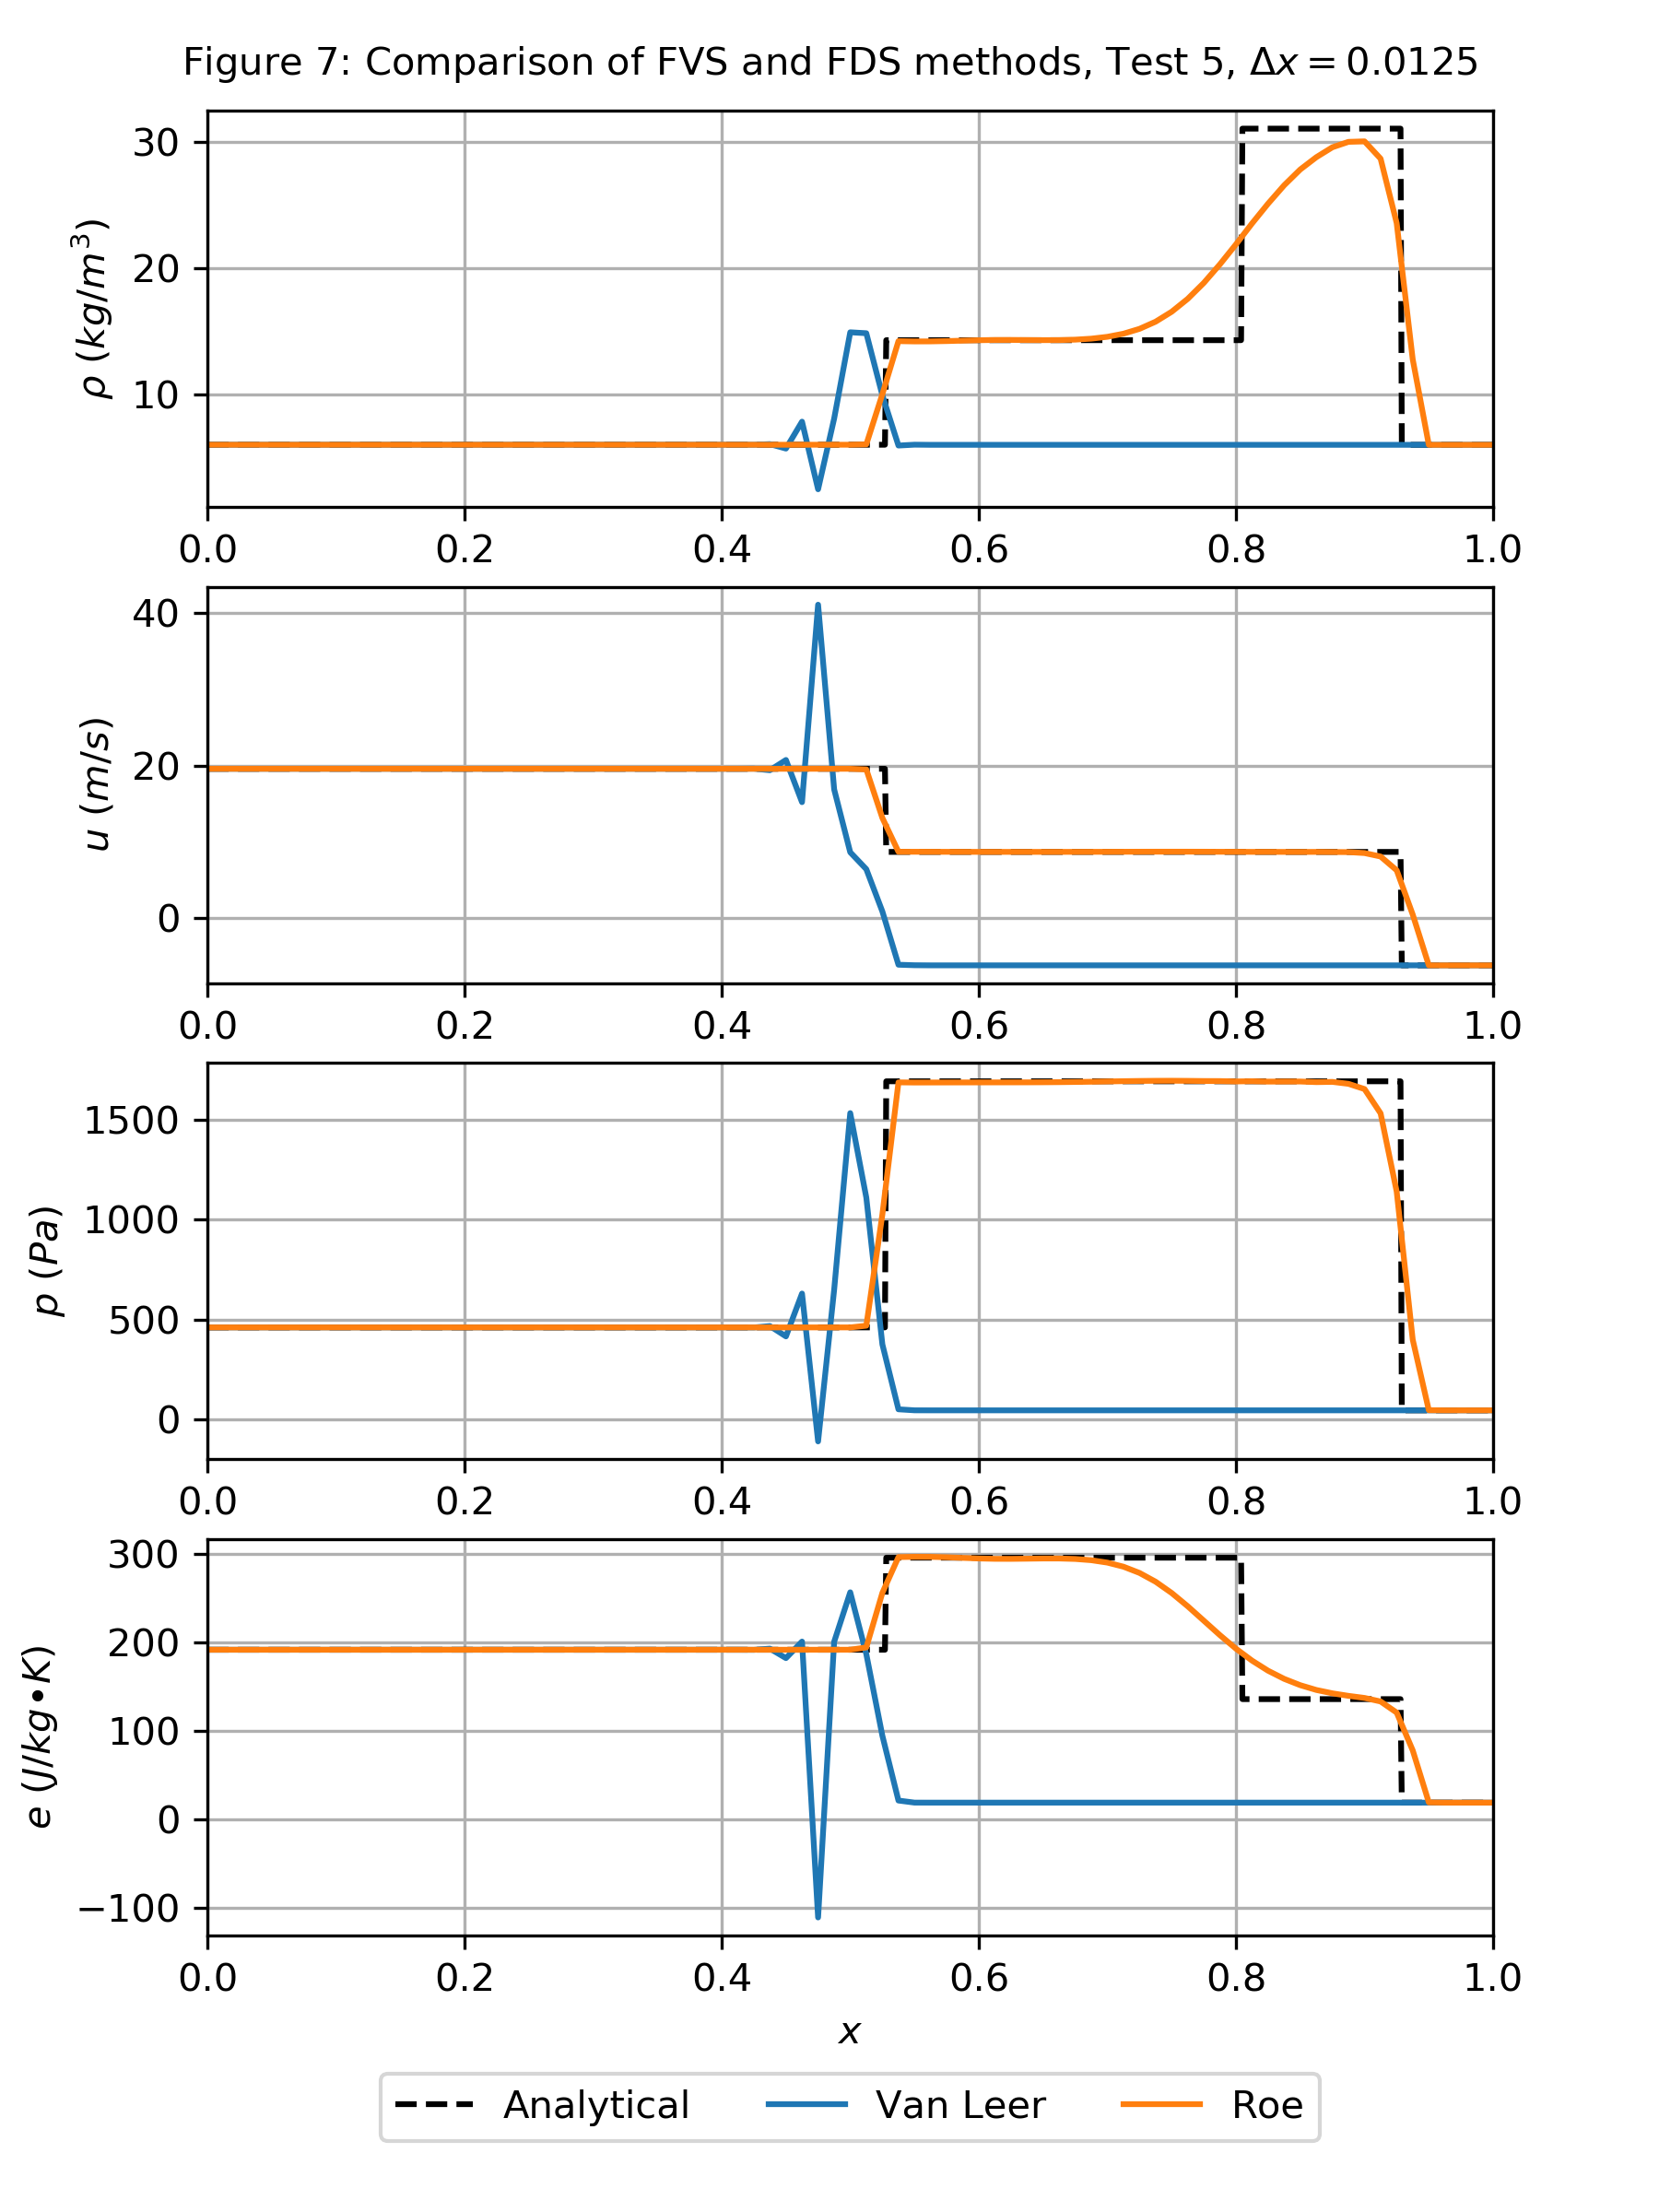 Figure 7: Comparison of FVS and FDS methods, Test 5, Δx = 0.0125
30
20
10
ρ (kg/m³)
0.0 0.2 0.4 0.6 0.8 1.0
40
20
0
u (m/s)
0.0 0.2 0.4 0.6 0.8 1.0
1500
1000
500
0
p (Pa)
0.0 0.2 0.4 0.6 0.8 1.0
300
200
100
0
−100
e (J/kg•K)
0.0 0.2 0.4 0.6 0.8 1.0
x
Analytical Van Leer Roe